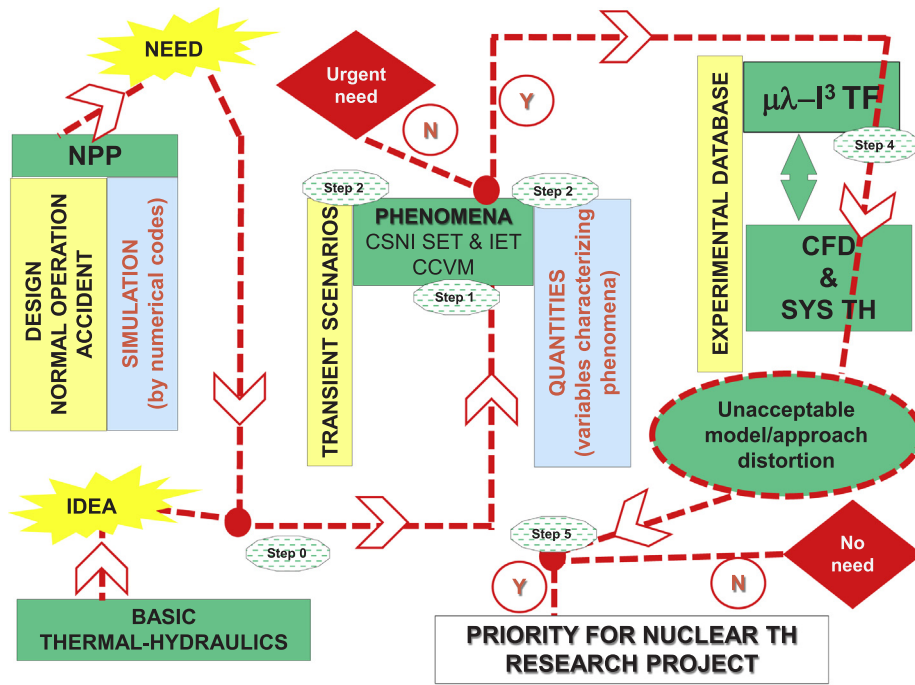 NEED
NPP
DESIGN
NORMAL OPERATION
ACCIDENT
SIMULATION
(by numerical codes)
IDEA
BASIC
THERMAL-HYDRAULICS
Step 0
Urgent
need
N
Y
Step 2
Step 2
TRANSIENT SCENARIOS
PHENOMENA
CSNI SET & IET
CCVM
Step 1
QUANTITIES
(variables characterizing
phenomena)
EXPERIMENTAL DATABASE
μλ–I³ TF
Step 4
CFD
&
SYS TH
Unacceptable
model/approach
distortion
Step 5
Y
N
No
need
PRIORITY FOR NUCLEAR TH
RESEARCH PROJECT